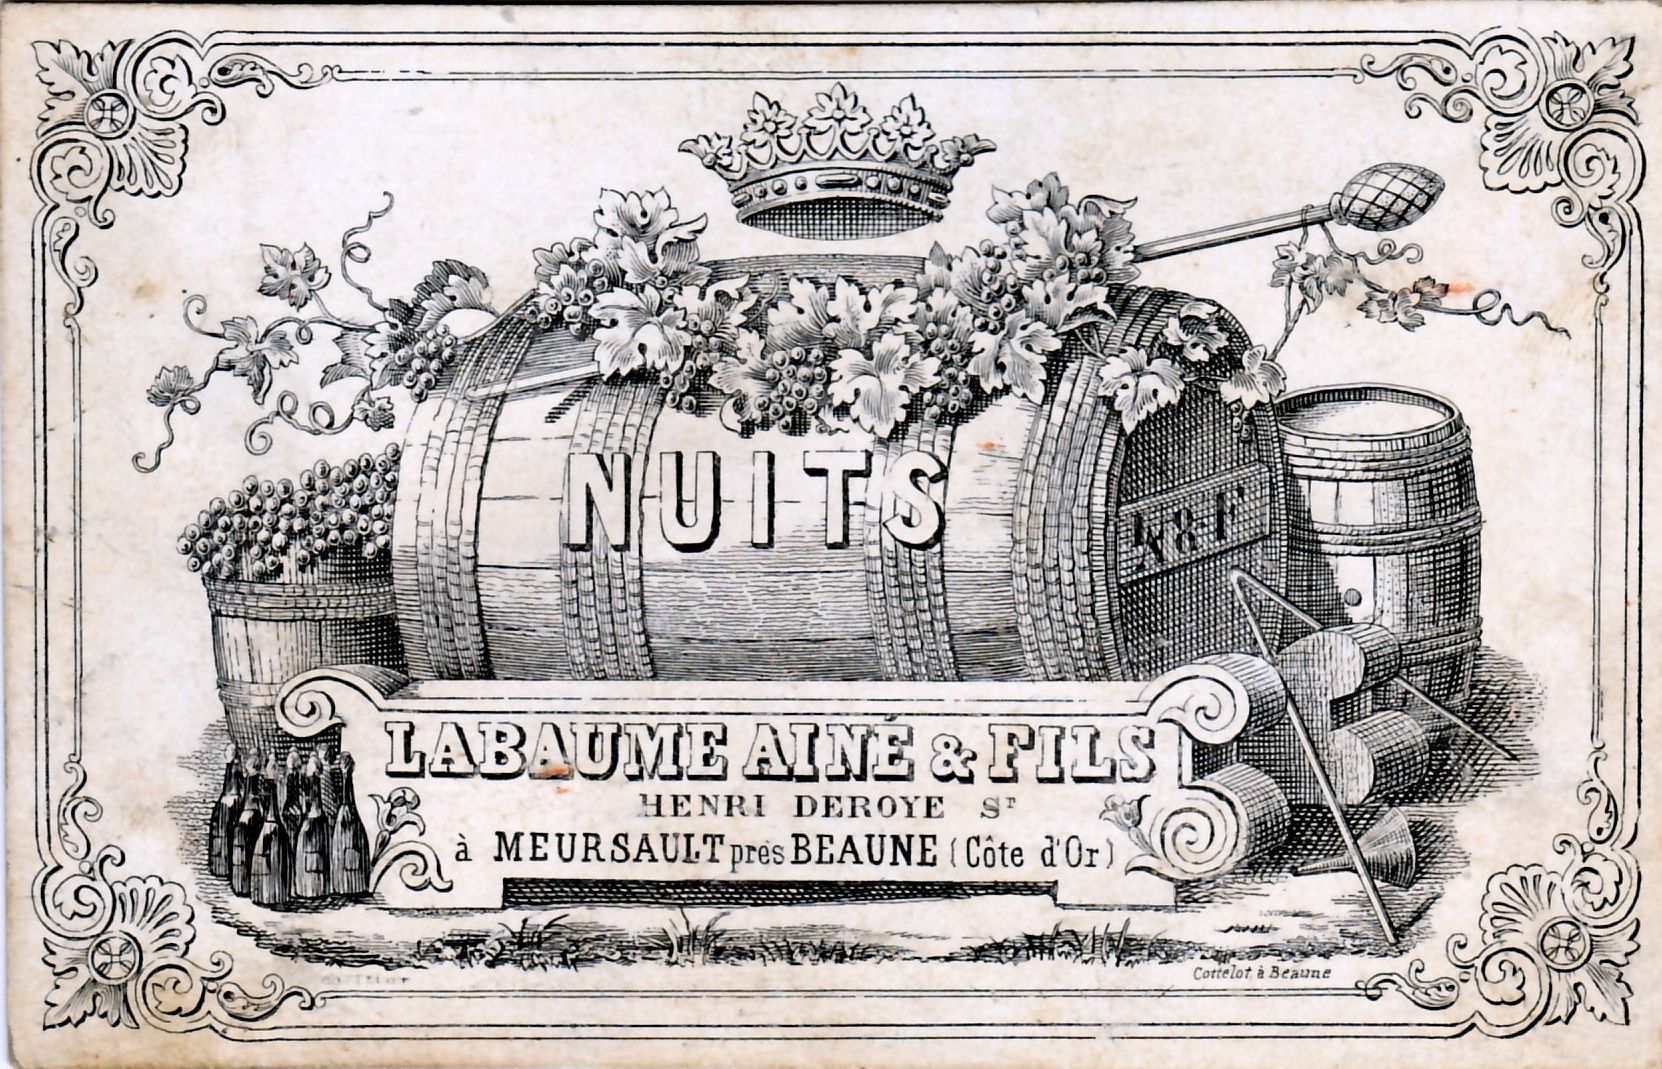 NUITS
LABAUME AINÉ & FILS
HENRI DEROYE Sr
à MEURSAULT près BEAUNE (Côte d'Or)
Cottelot, à Beaune